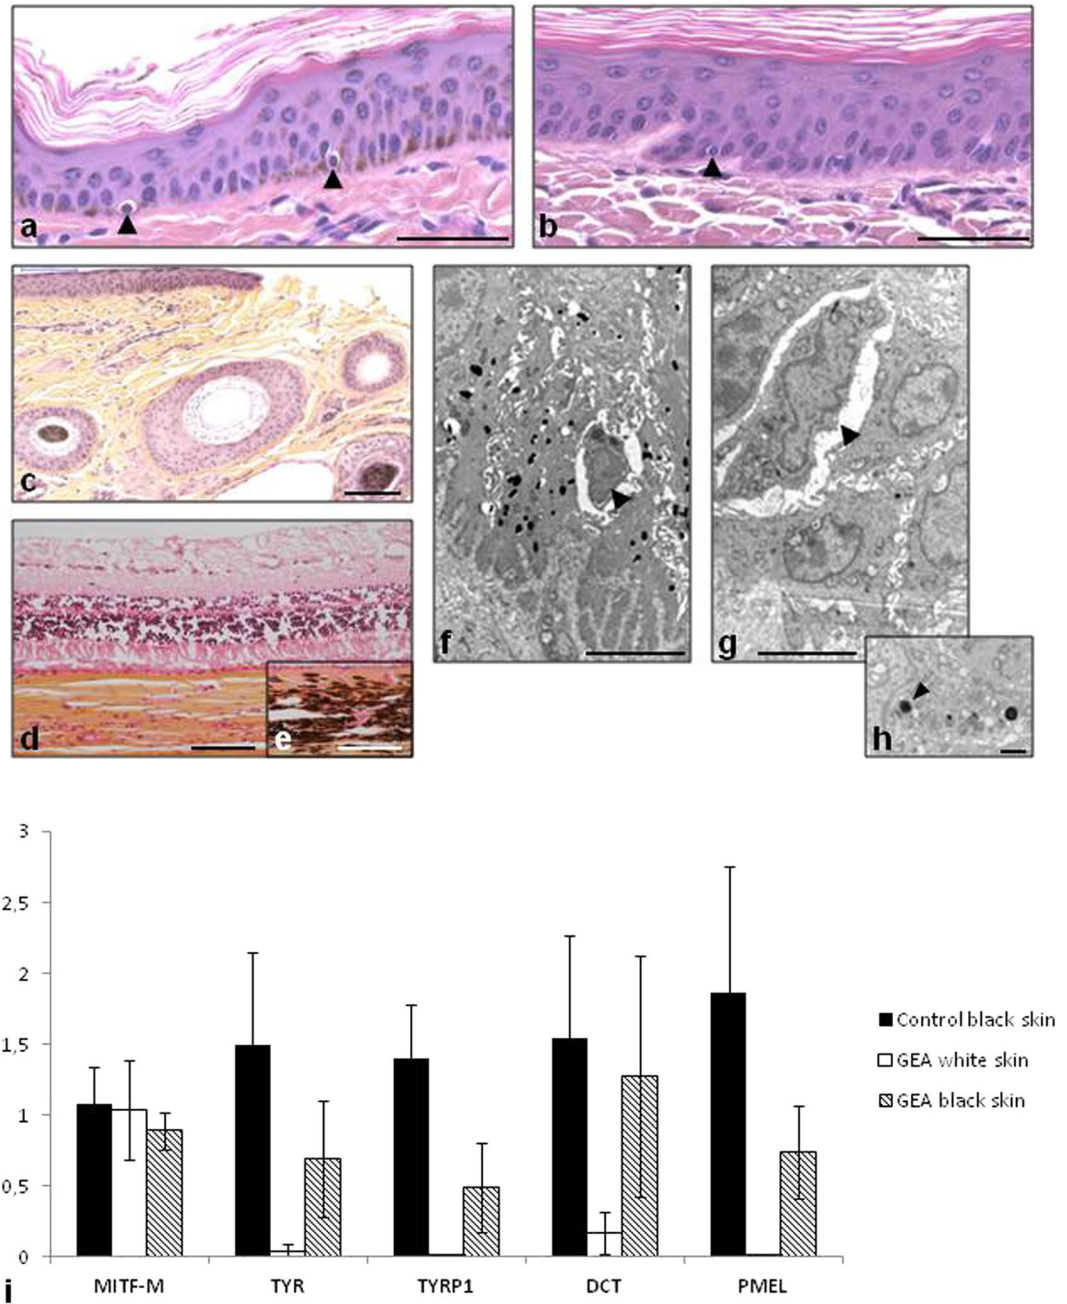 a
b
c
d
e
f
g
h
3
2,5
2
1,5
1
0,5
0
MITF-M TYR TYRP1 DCT PMEL
Control black skin
GEA white skin
GEA black skin
i